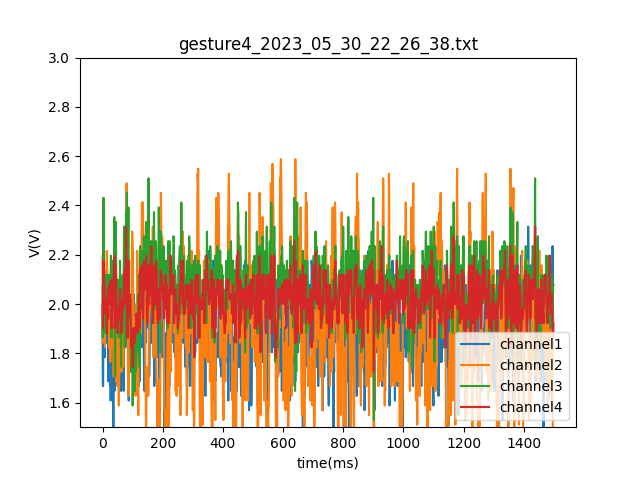 gesture4_2023_05_30_22_26_38.txt
3.0
2.8
2.6
2.4
2.2
2.0
1.8
1.6
V(V)
channel1
channel2
channel3
channel4
0 200 400 600 800 1000 1200 1400
time(ms)